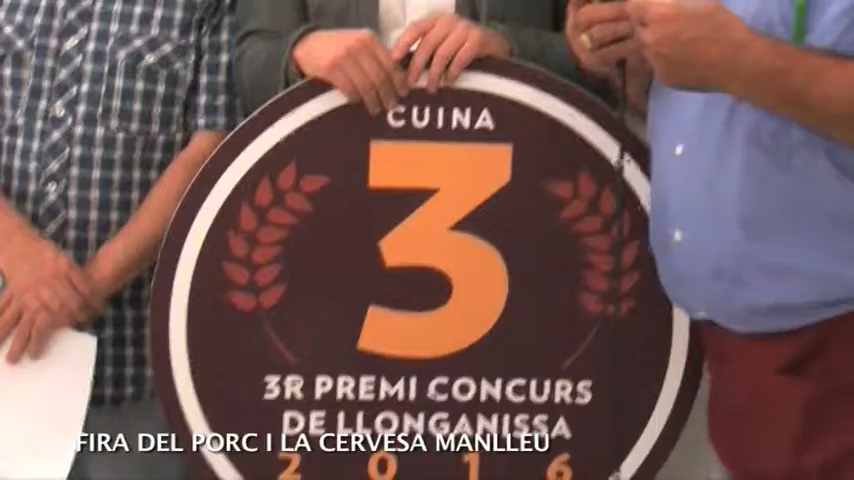 CUINA
3
3R PREMI CONCURS
DE LLONGANISSA
FIRA DEL PORC I LA CERVESA MANLLEU
2016